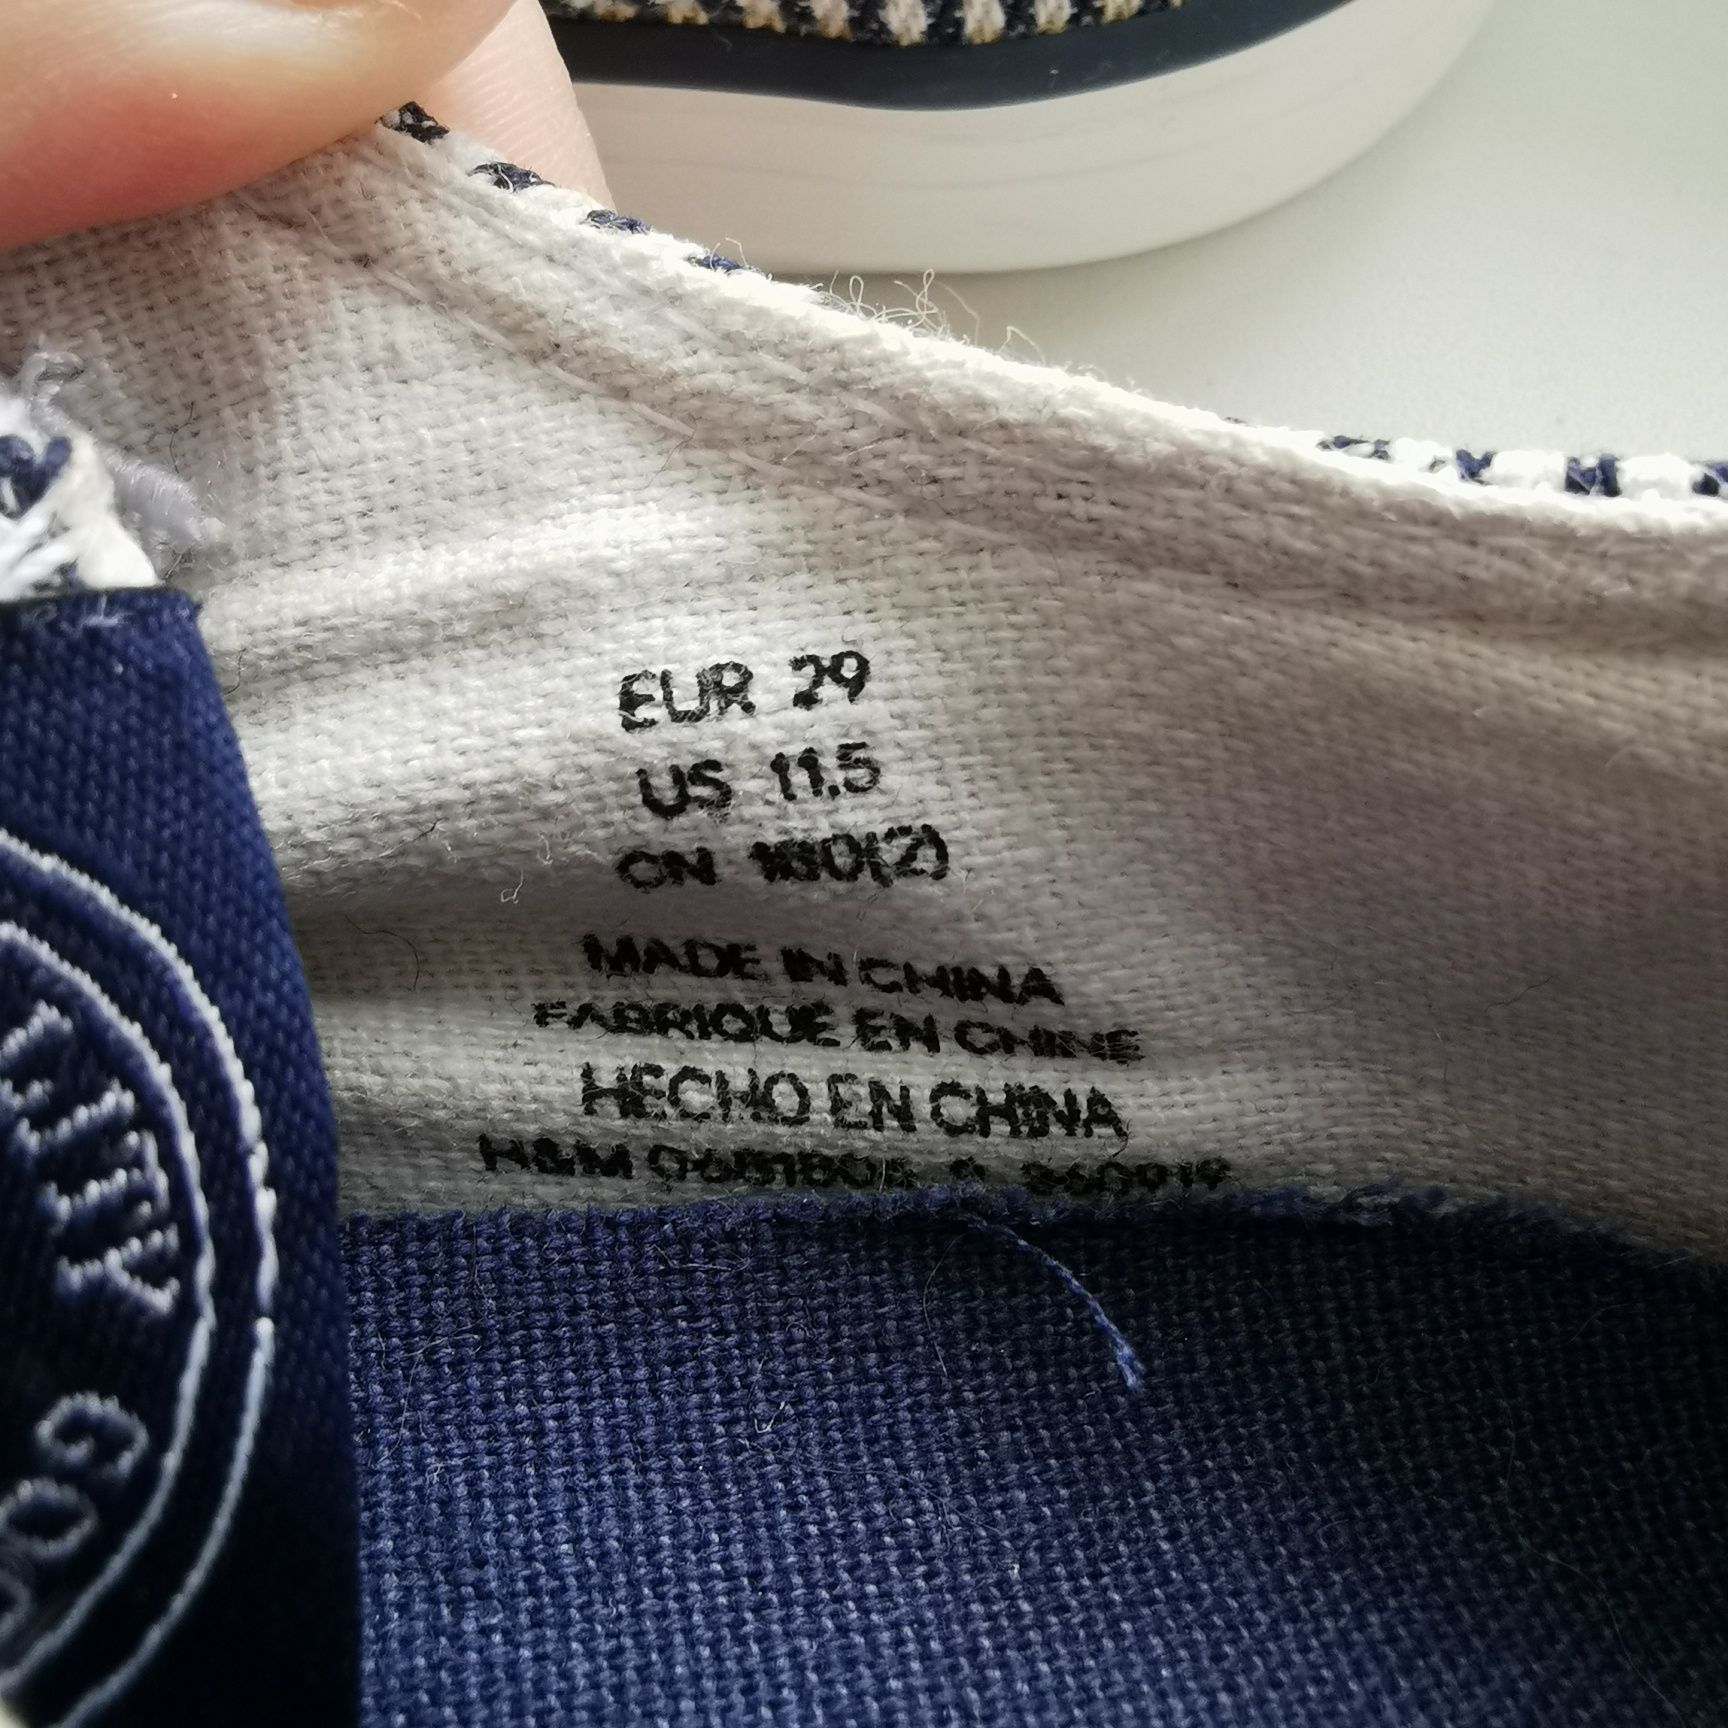 EUR 29
US 11.5
CN 180(2)
MADE IN CHINA
FABRIQUE EN CHINE
HECHO EN CHINA
H&M